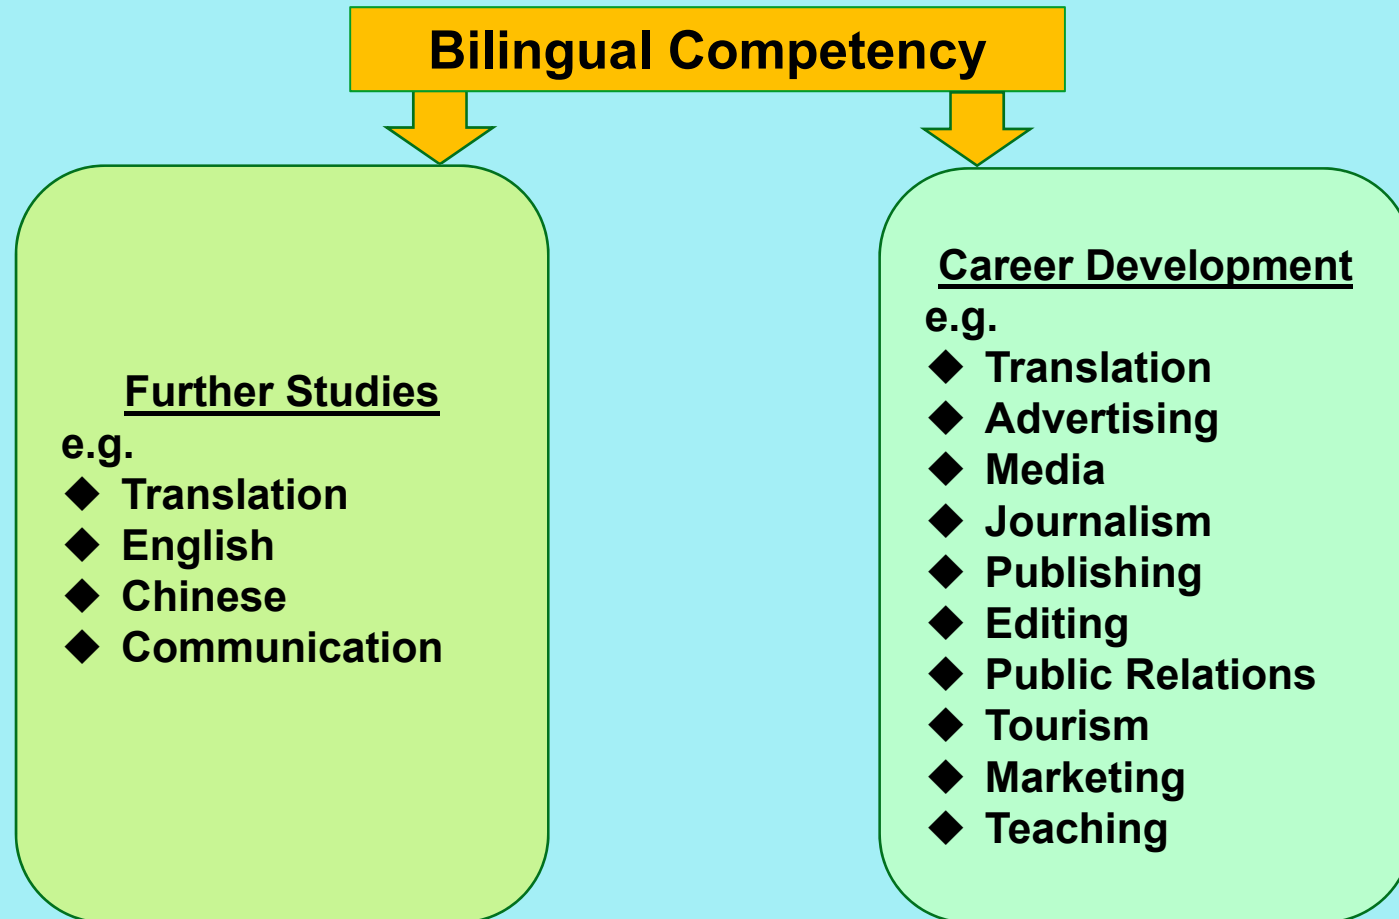 Bilingual Competency
Further Studies
e.g.
◆ Translation
◆ English
◆ Chinese
◆ Communication
Career Development
e.g.
◆ Translation
◆ Advertising
◆ Media
◆ Journalism
◆ Publishing
◆ Editing
◆ Public Relations
◆ Tourism
◆ Marketing
◆ Teaching